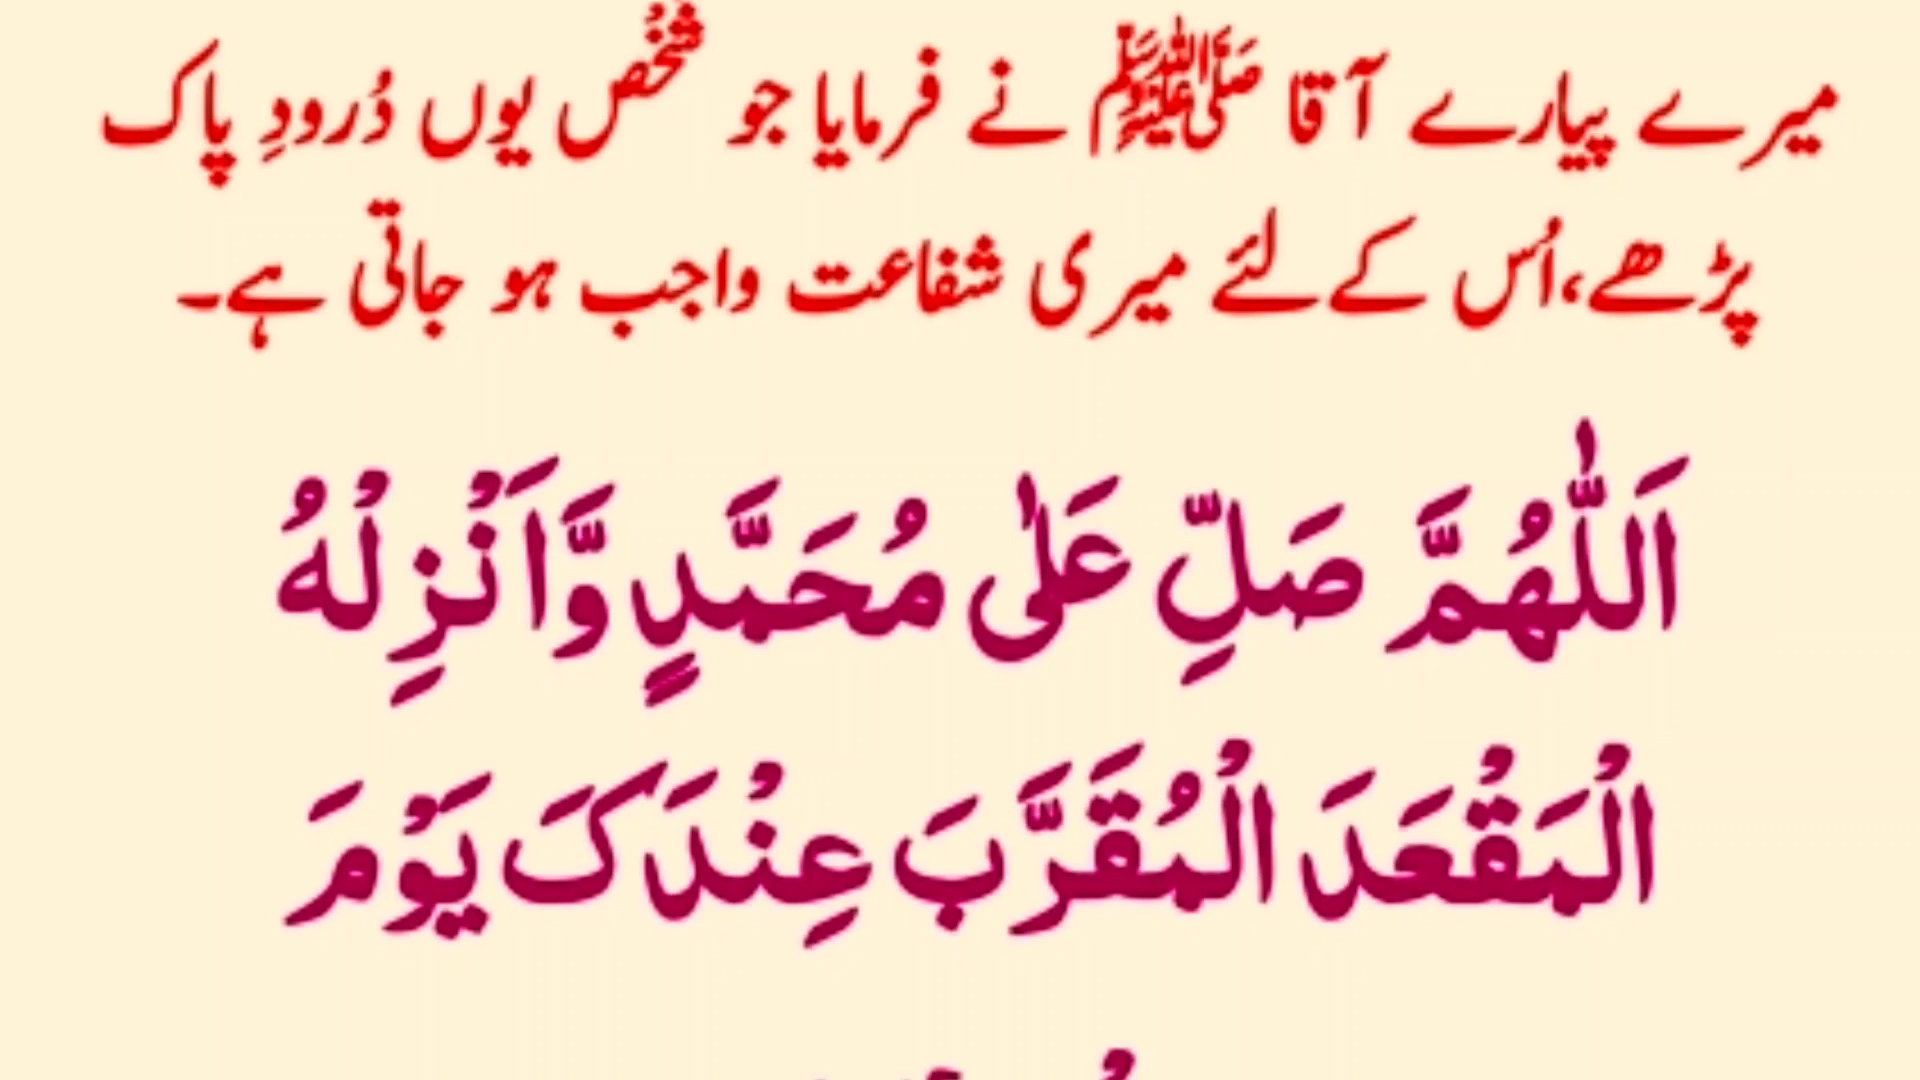 میرے پیارے آقا ﷺ نے فرمایا جو شخص یوں دُرودِ پاک
پڑھے،اُس کے لئے میری شفاعت واجب ہو جاتی ہے۔
اَللّٰهُمَّ صَلِّ عَلٰى مُحَمَّدٍ وَّاَنْزِلْهُ
الْمَقْعَدَ الْمُقَرَّبَ عِنْدَکَ يَوْمَ